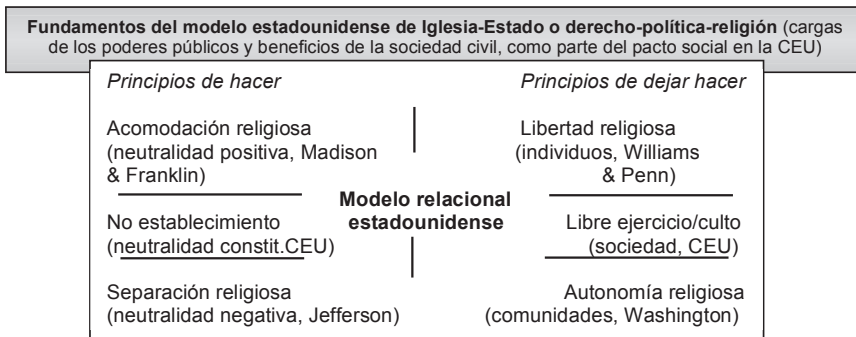 Fundamentos del modelo estadounidense de Iglesia-Estado o derecho-política-religión (cargas
de los poderes públicos y beneficios de la sociedad civil, como parte del pacto social en la CEU)
Principios de hacer
Principios de dejar hacer
Acomodación religiosa
(neutralidad positiva, Madison
& Franklin)
Libertad religiosa
(individuos, Williams
& Penn)
Modelo relacional
estadounidense
No establecimiento
(neutralidad constit.CEU)
Libre ejercicio/culto
(sociedad, CEU)
Separación religiosa
(neutralidad negativa, Jefferson)
Autonomía religiosa
(comunidades, Washington)